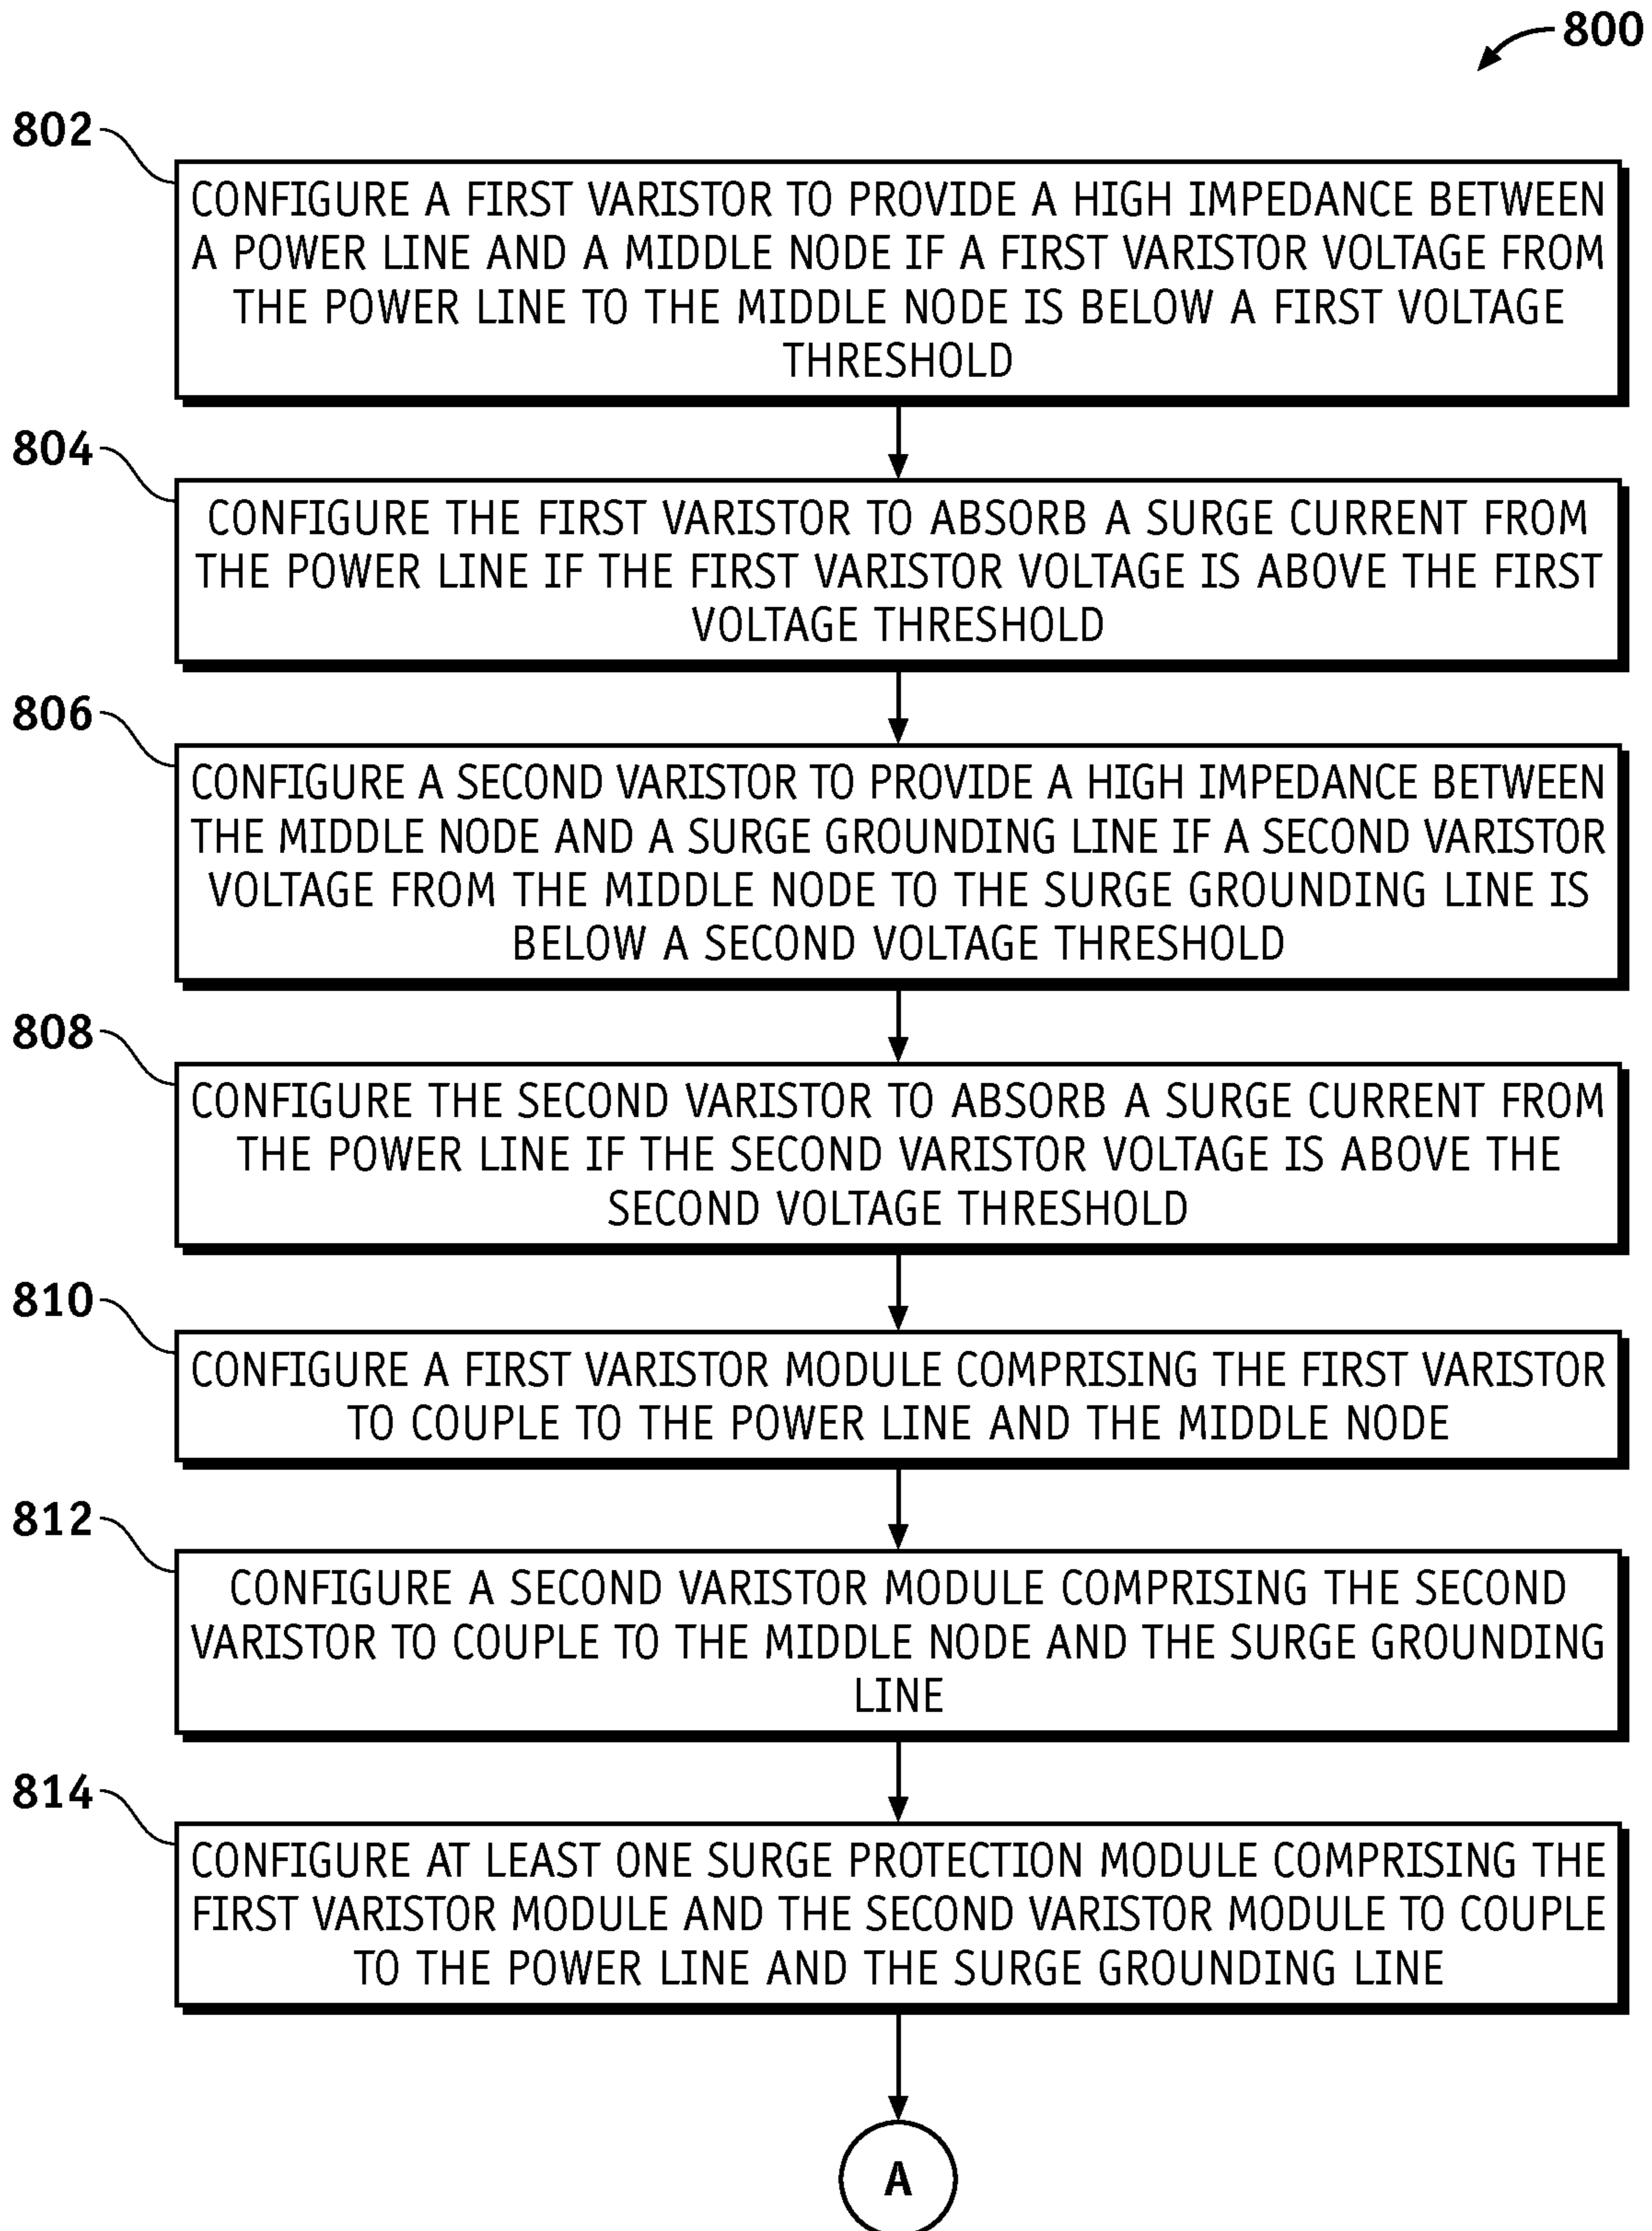 800
802
CONFIGURE A FIRST VARISTOR TO PROVIDE A HIGH IMPEDANCE BETWEEN
A POWER LINE AND A MIDDLE NODE IF A FIRST VARISTOR VOLTAGE FROM
THE POWER LINE TO THE MIDDLE NODE IS BELOW A FIRST VOLTAGE
THRESHOLD
804
CONFIGURE THE FIRST VARISTOR TO ABSORB A SURGE CURRENT FROM
THE POWER LINE IF THE FIRST VARISTOR VOLTAGE IS ABOVE THE FIRST
VOLTAGE THRESHOLD
806
CONFIGURE A SECOND VARISTOR TO PROVIDE A HIGH IMPEDANCE BETWEEN
THE MIDDLE NODE AND A SURGE GROUNDING LINE IF A SECOND VARISTOR
VOLTAGE FROM THE MIDDLE NODE TO THE SURGE GROUNDING LINE IS
BELOW A SECOND VOLTAGE THRESHOLD
808
CONFIGURE THE SECOND VARISTOR TO ABSORB A SURGE CURRENT FROM
THE POWER LINE IF THE SECOND VARISTOR VOLTAGE IS ABOVE THE
SECOND VOLTAGE THRESHOLD
810
CONFIGURE A FIRST VARISTOR MODULE COMPRISING THE FIRST VARISTOR
TO COUPLE TO THE POWER LINE AND THE MIDDLE NODE
812
CONFIGURE A SECOND VARISTOR MODULE COMPRISING THE SECOND
VARISTOR TO COUPLE TO THE MIDDLE NODE AND THE SURGE GROUNDING
LINE
814
CONFIGURE AT LEAST ONE SURGE PROTECTION MODULE COMPRISING THE
FIRST VARISTOR MODULE AND THE SECOND VARISTOR MODULE TO COUPLE
TO THE POWER LINE AND THE SURGE GROUNDING LINE
A